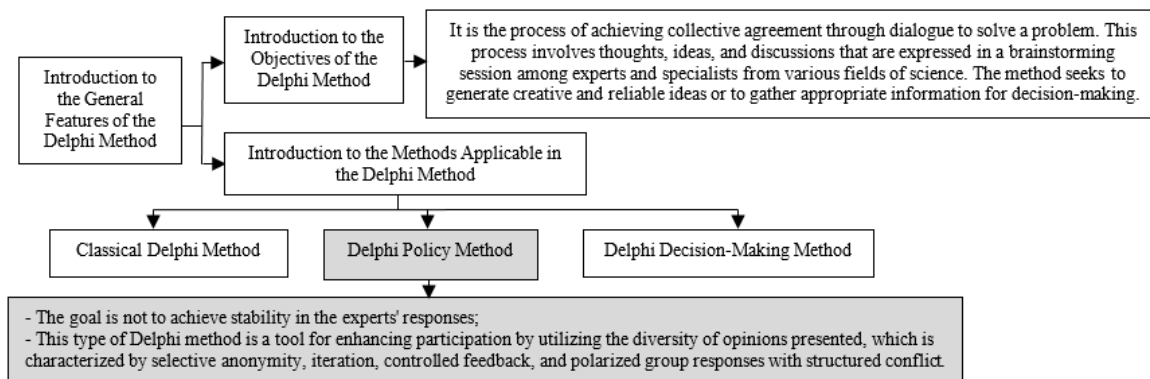 Introduction to
the General
Features of the
Delphi Method
Introduction to the
Objectives of the
Delphi Method
It is the process of achieving collective agreement through dialogue to solve a problem. This
process involves thoughts, ideas, and discussions that are expressed in a brainstorming
session among experts and specialists from various fields of science. The method seeks to
generate creative and reliable ideas or to gather appropriate information for decision-making.
Introduction to the Methods Applicable in
the Delphi Method
Classical Delphi Method
Delphi Policy Method
Delphi Decision-Making Method
- The goal is not to achieve stability in the experts' responses;
- This type of Delphi method is a tool for enhancing participation by utilizing the diversity of opinions presented, which is
characterized by selective anonymity, iteration, controlled feedback, and polarized group responses with structured conflict.